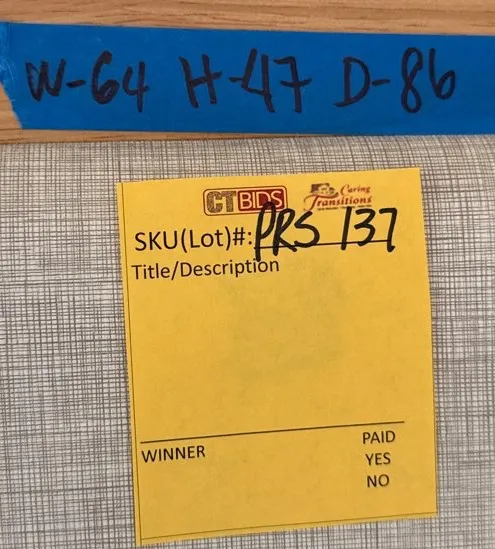 W-64 H-47 D-86
CTBIDS
Caring
Transitions
SKU(Lot)#: PRS 137
Title/Description
WINNER
PAID
YES
NO